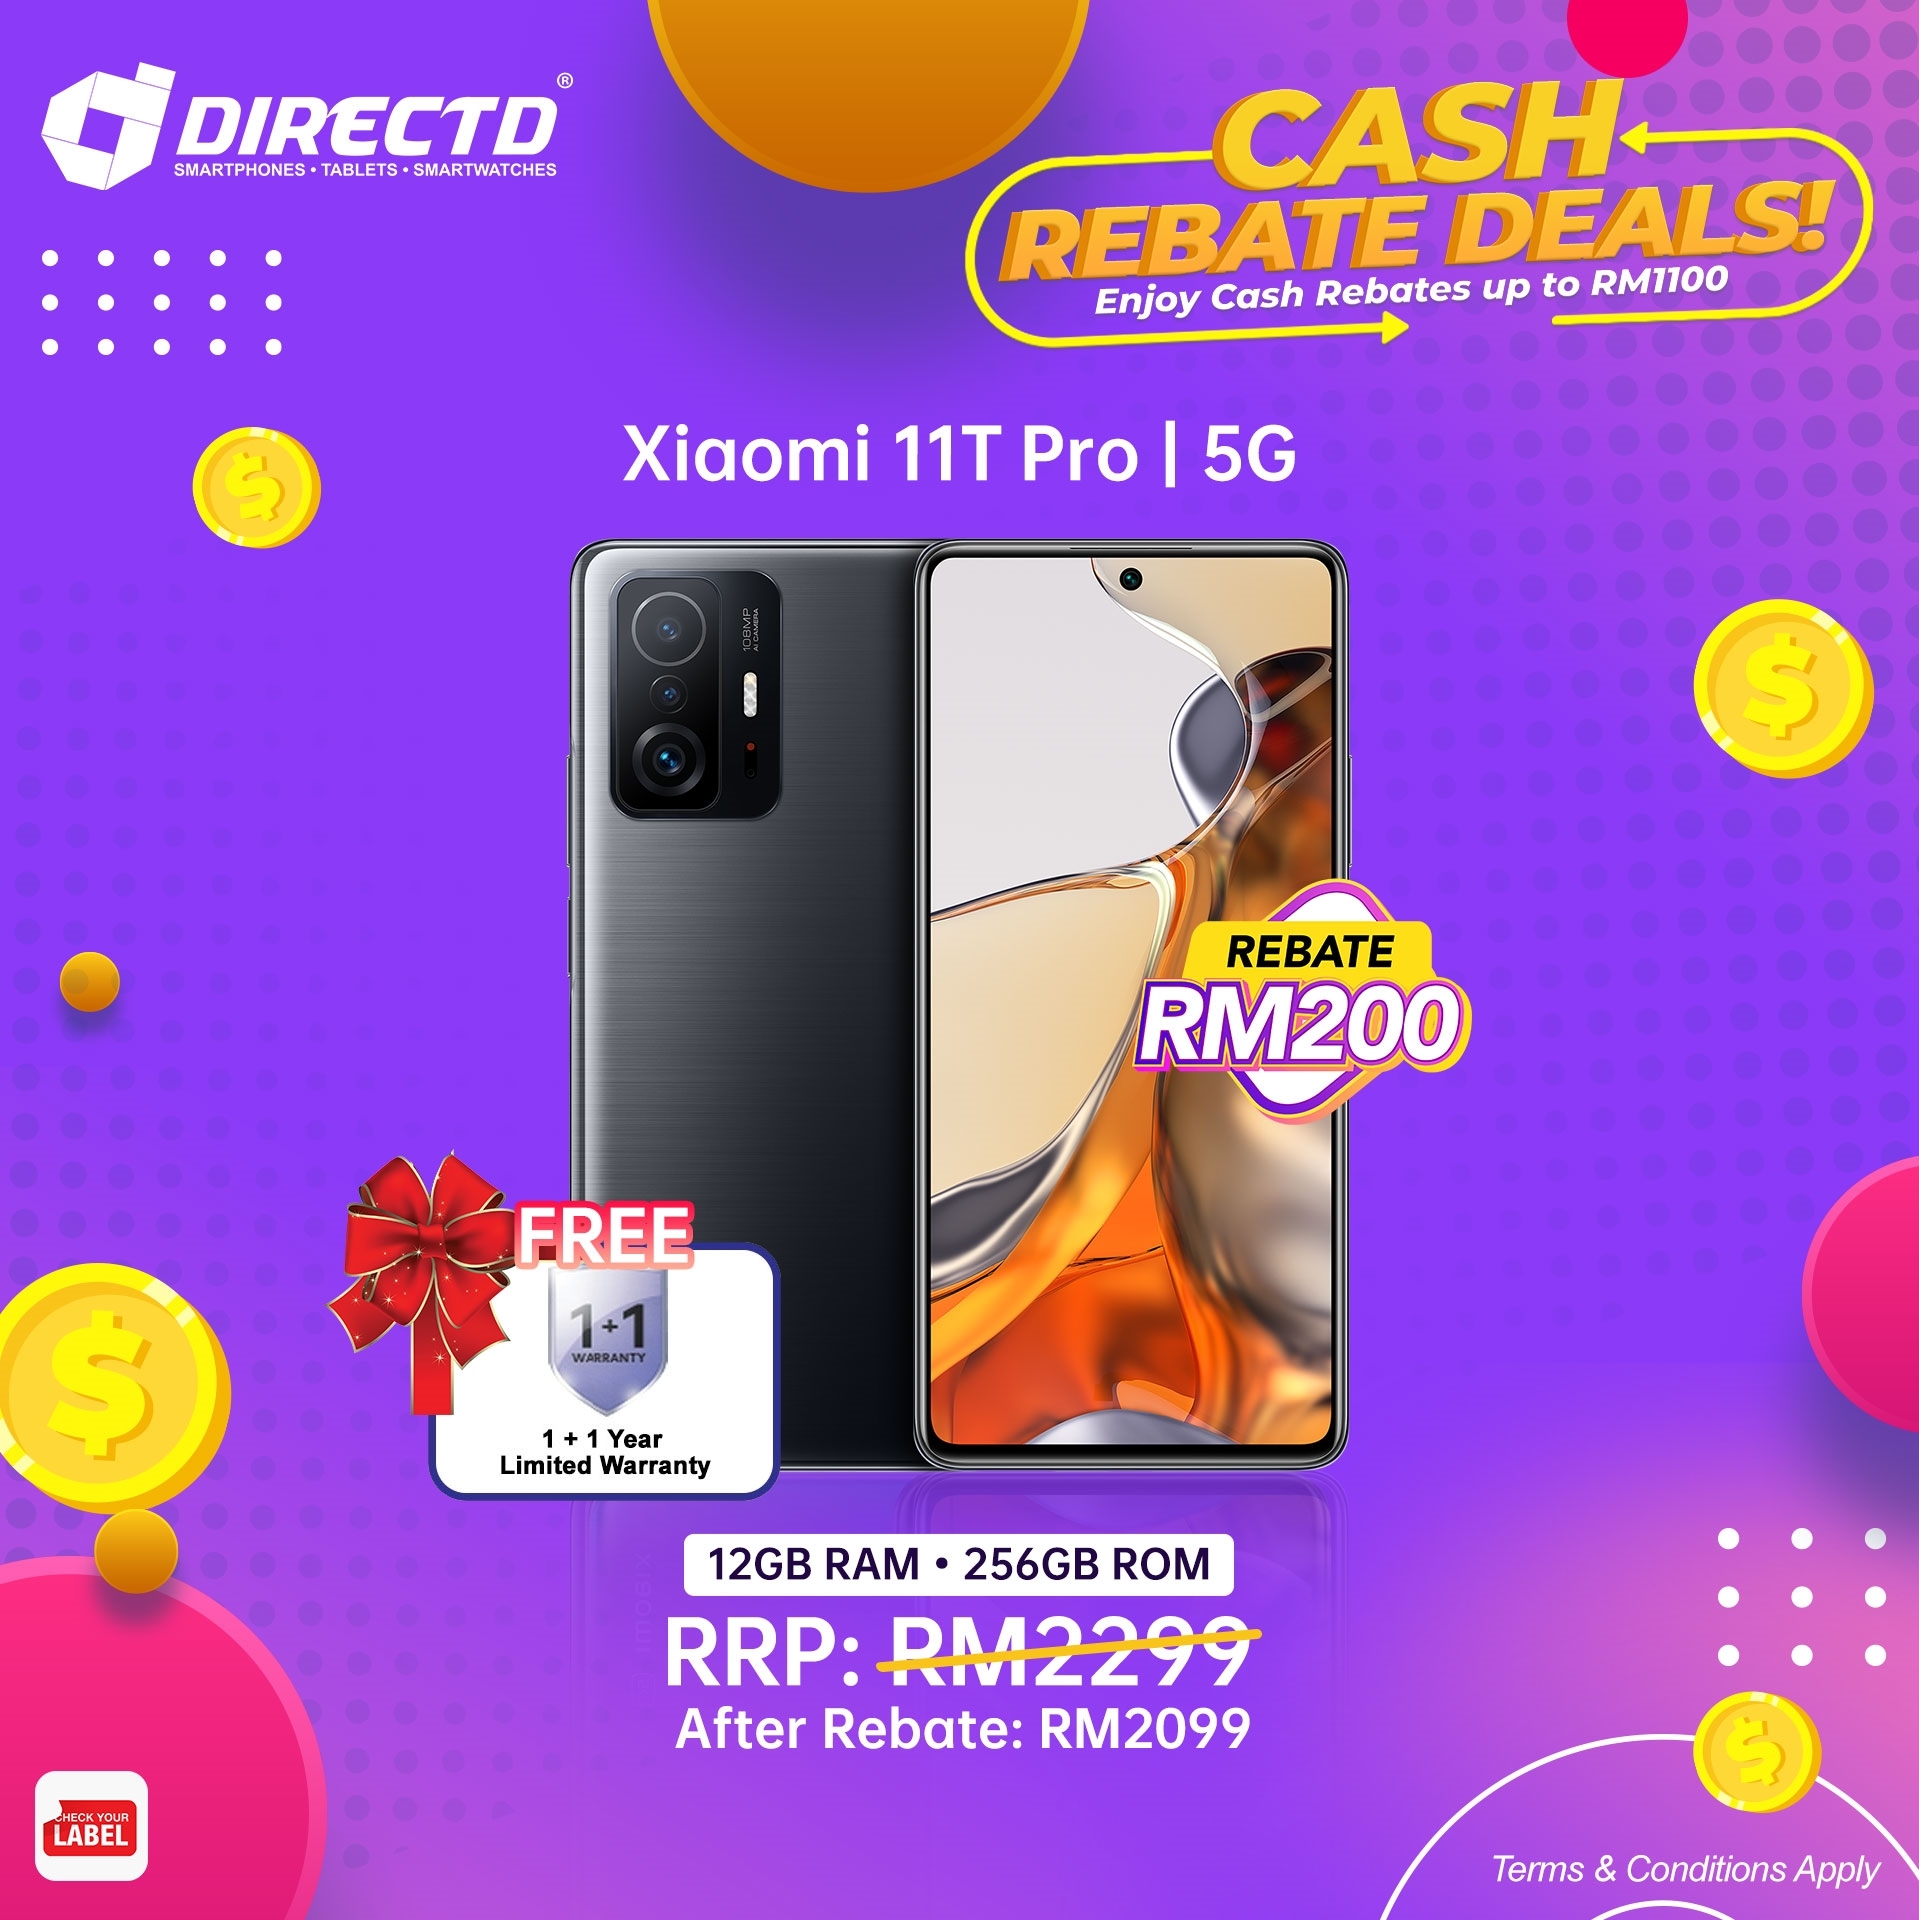 DIRECTD®
SMARTPHONES • TABLETS • SMARTWATCHES
CASH
REBATE DEALS!
Enjoy Cash Rebates up to RM1100
Xiaomi 11T Pro | 5G
108MP
AI CAMERA
REBATE
RM200
FREE
1+1
WARRANTY
1 + 1 Year
Limited Warranty
12GB RAM • 256GB ROM
RRP: RM2299
After Rebate: RM2099
CHECK YOUR
LABEL
Terms & Conditions Apply